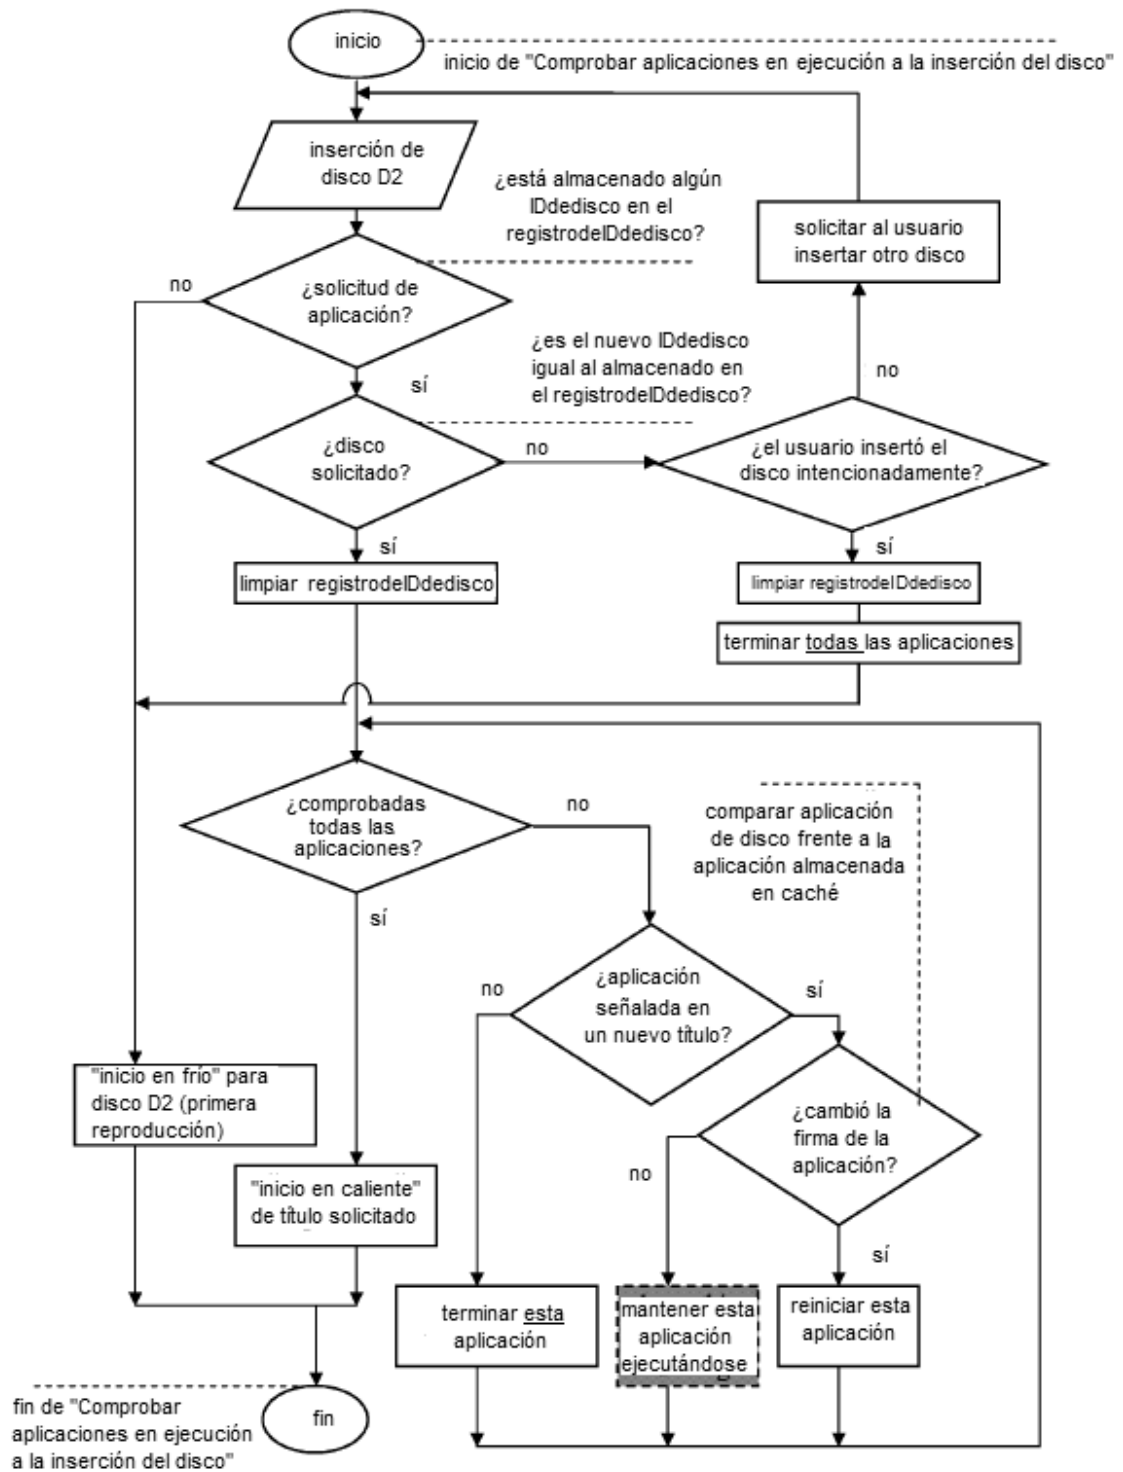 inicio
inicio de "Comprobar aplicaciones en ejecución a la inserción del disco"
inserción de
disco D2
¿está almacenado algún
IDdedisco en el
registrodeIDdedisco?
solicitar al usuario
insertar otro disco
no
¿solicitud de
aplicación?
¿es el nuevo IDdedisco
igual al almacenado en
el registrodeIDdedisco?
sí
no
¿disco
solicitado?
no
¿el usuario insertó el
disco intencionadamente?
sí
sí
limpiar registrodeIDdedisco
limpiar registrodeIDdedisco
terminar todas las aplicaciones
¿comprobadas
todas las
aplicaciones?
no
comparar aplicación
de disco frente a la
aplicación almacenada
en caché
sí
¿aplicación
señalada en
un nuevo título?
no
sí
"inicio en frío" para
disco D2 (primera
reproducción)
¿cambió la
firma de la
aplicación?
no
"inicio en caliente"
de título solicitado
sí
terminar esta
aplicación
mantener esta
aplicación
ejecutándose
reiniciar esta
aplicación
fin de "Comprobar
aplicaciones en ejecución
a la inserción del disco"
fin